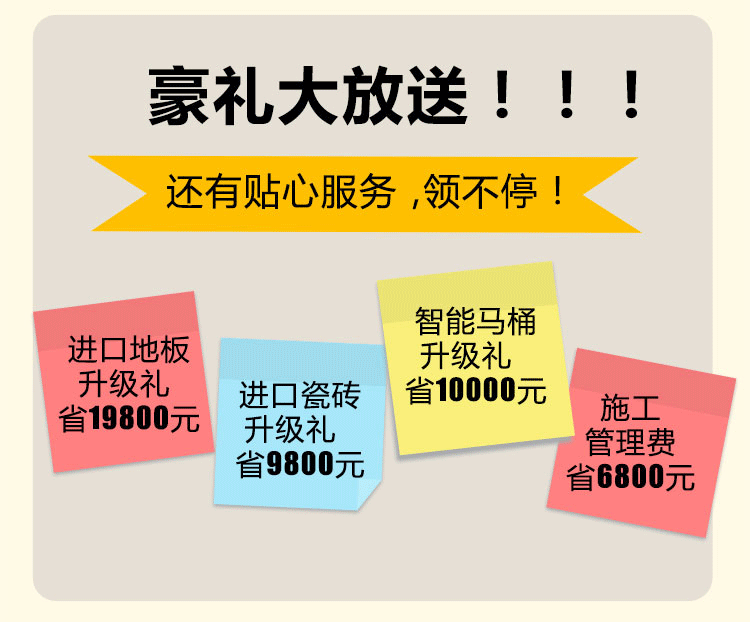 豪礼大放送！！！
还有贴心服务,领不停！
进口地板
升级礼
省19800元
进口瓷砖
升级礼
省9800元
智能马桶
升级礼
省10000元
施工
管理费
省6800元